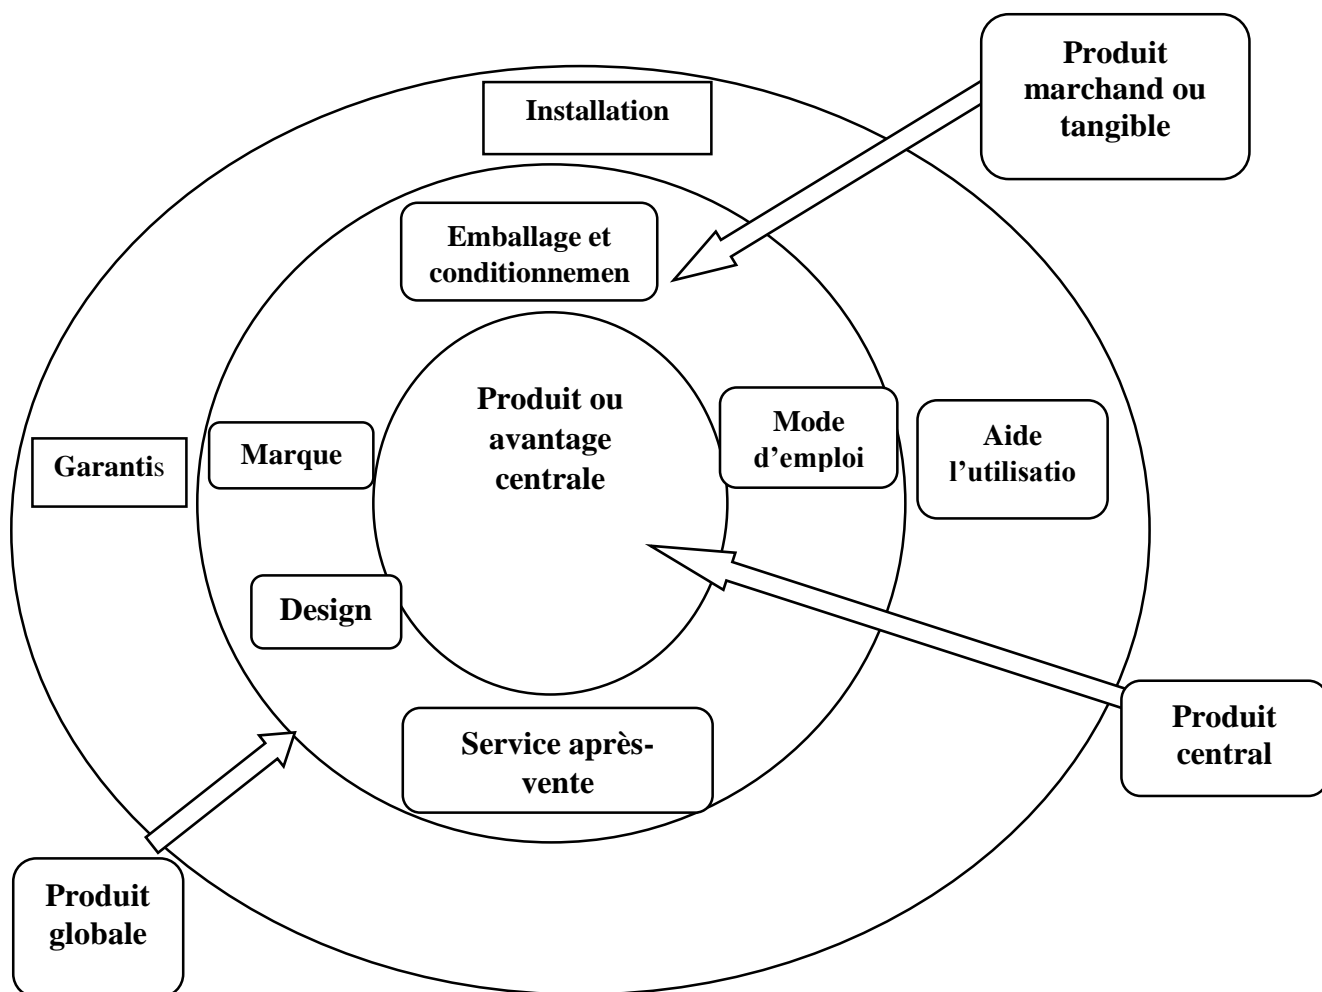 Produit
marchand ou
tangible
Installation
Emballage et
conditionnemen
Produit ou
avantage
centrale
Mode
d’emploi
Aide
l’utilisatio
Marque
Garantis
Design
Service après-
vente
Produit
central
Produit
globale